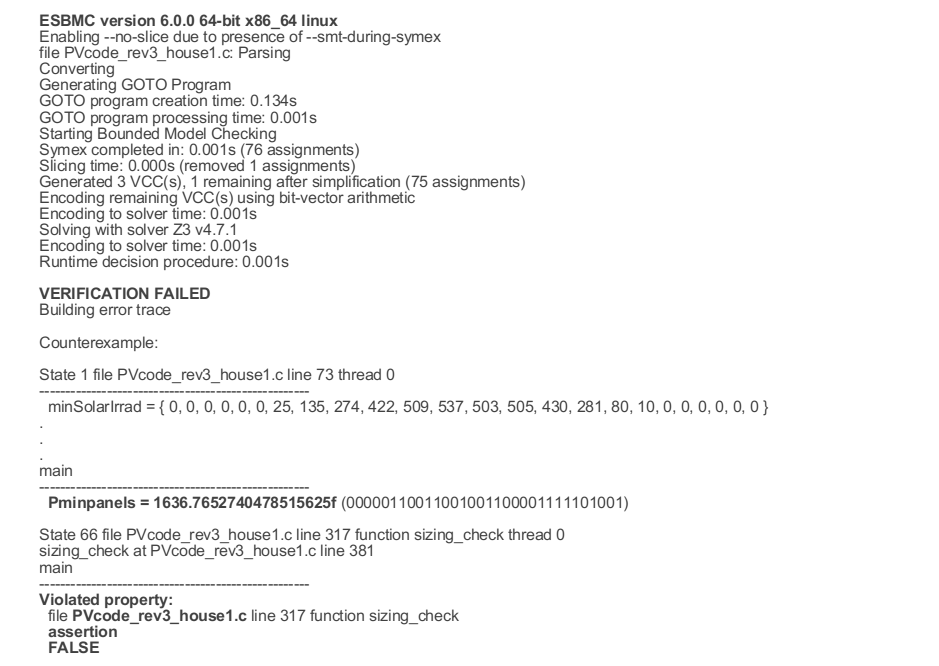 ESBMC version 6.0.0 64-bit x86_64 linux
Enabling --no-slice due to presence of --smt-during-symex
file PVcode_rev3_house1.c: Parsing
Converting
Generating GOTO Program
GOTO program creation time: 0.134s
GOTO program processing time: 0.001s
Starting Bounded Model Checking
Symex completed in: 0.001s (76 assignments)
Slicing time: 0.000s (removed 1 assignments)
Generated 3 VCC(s), 1 remaining after simplification (75 assignments)
Encoding remaining VCC(s) using bit-vector arithmetic
Encoding to solver time: 0.001s
Solving with solver Z3 v4.7.1
Encoding to solver time: 0.001s
Runtime decision procedure: 0.001s
VERIFICATION FAILED
Building error trace
Counterexample:
State 1 file PVcode_rev3_house1.c line 73 thread 0
----------------------------------------------------
minSolarIrrad = { 0, 0, 0, 0, 0, 0, 25, 135, 274, 422, 509, 537, 503, 505, 430, 281, 80, 10, 0, 0, 0, 0, 0, 0 }
.
.
.
main
----------------------------------------------------
Pminpanels = 1636.7652740478515625f (00000110011001001100001111101001)
State 66 file PVcode_rev3_house1.c line 317 function sizing_check thread 0
sizing_check at PVcode_rev3_house1.c line 381
main
----------------------------------------------------
Violated property:
file PVcode_rev3_house1.c line 317 function sizing_check
assertion
FALSE